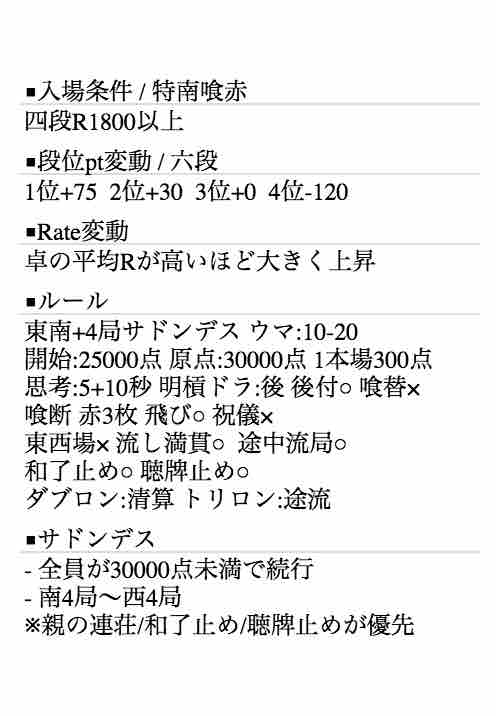 ■入場条件 / 特南喰赤
四段R1800以上
■段位pt変動 / 六段
1位+75 2位+30 3位+0 4位-120
■Rate変動
卓の平均Rが高いほど大きく上昇
■ルール
東南+4局サドンデス ウマ:10-20
開始:25000点 原点:30000点 1本場300点
思考:5+10秒 明槓ドラ:後 後付○ 喰替×
喰断 赤3枚 飛び○ 祝儀×
東西場× 流し満貫○ 途中流局○
和了止め○ 聴牌止め○
ダブロン:清算 トリロン:途流
■サドンデス
- 全員が30000点未満で続行
- 南4局～西4局
※親の連荘/和了止め/聴牌止めが優先